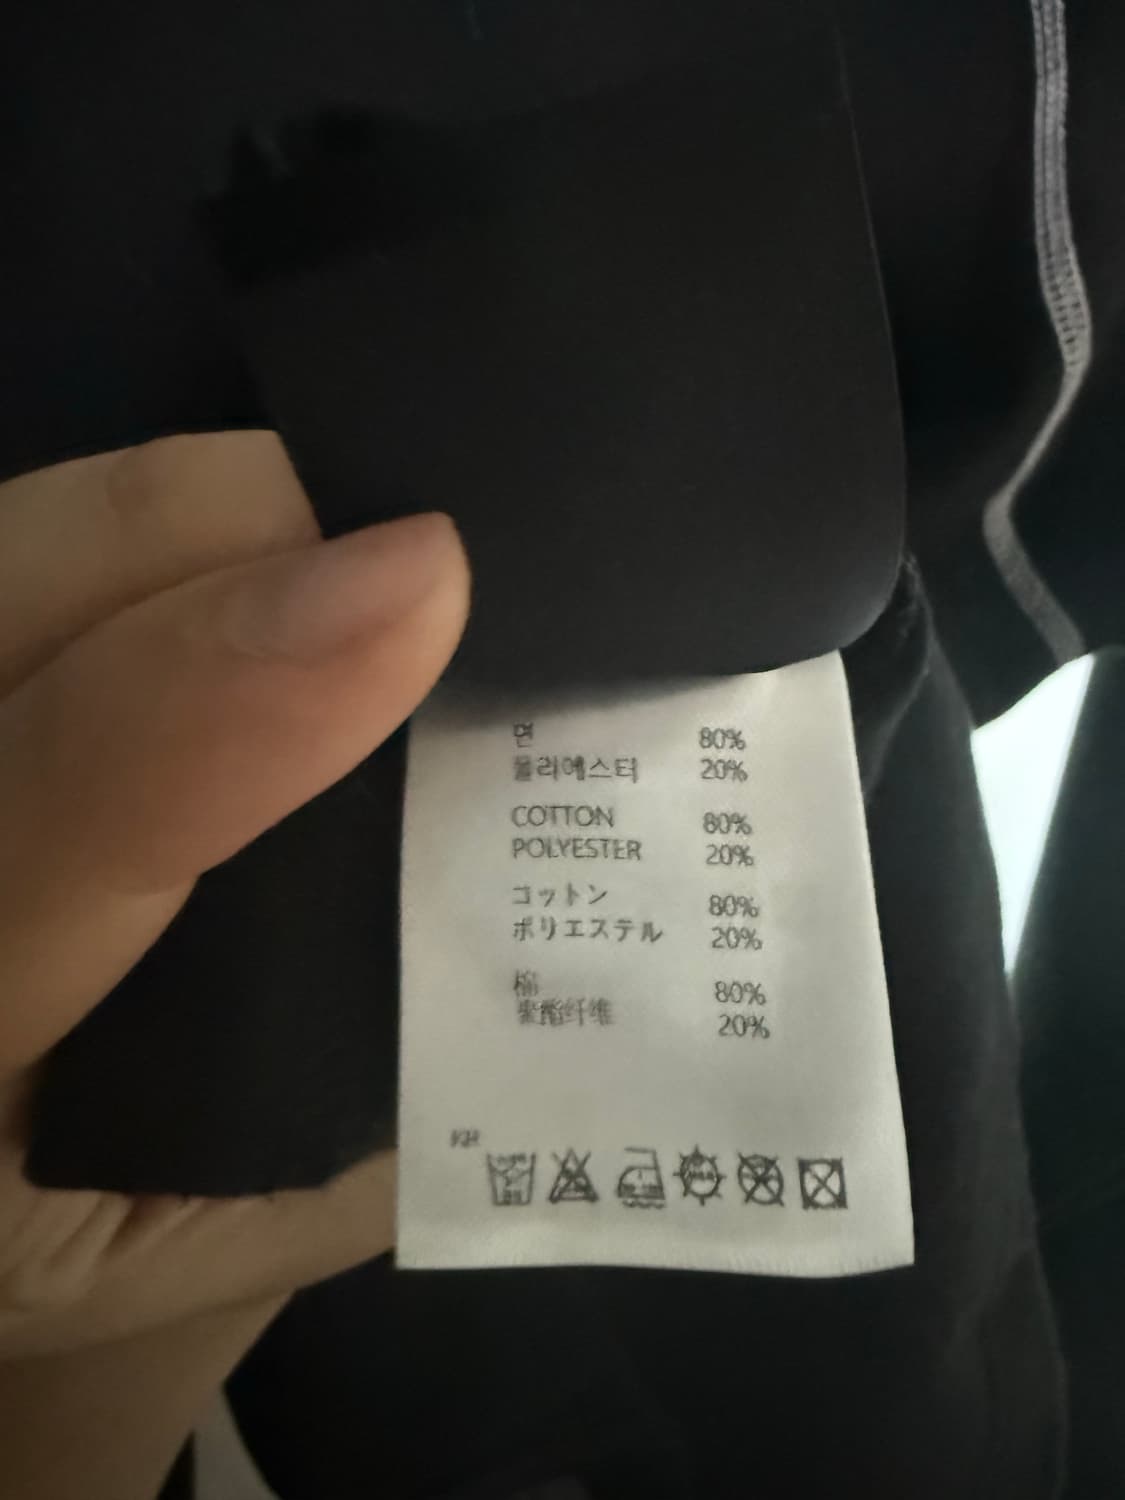 면 80%
폴리에스터 20%
COTTON 80%
POLYESTER 20%
コットン 80%
ポリエステル 20%
棉 80%
聚酯纤维 20%
KR